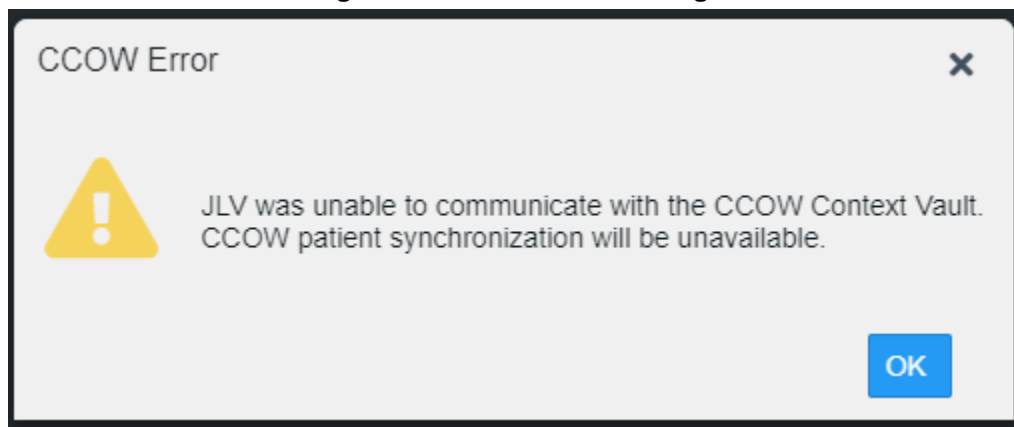 CCOW Error
JLV was unable to communicate with the CCOW Context Vault.
CCOW patient synchronization will be unavailable.
OK